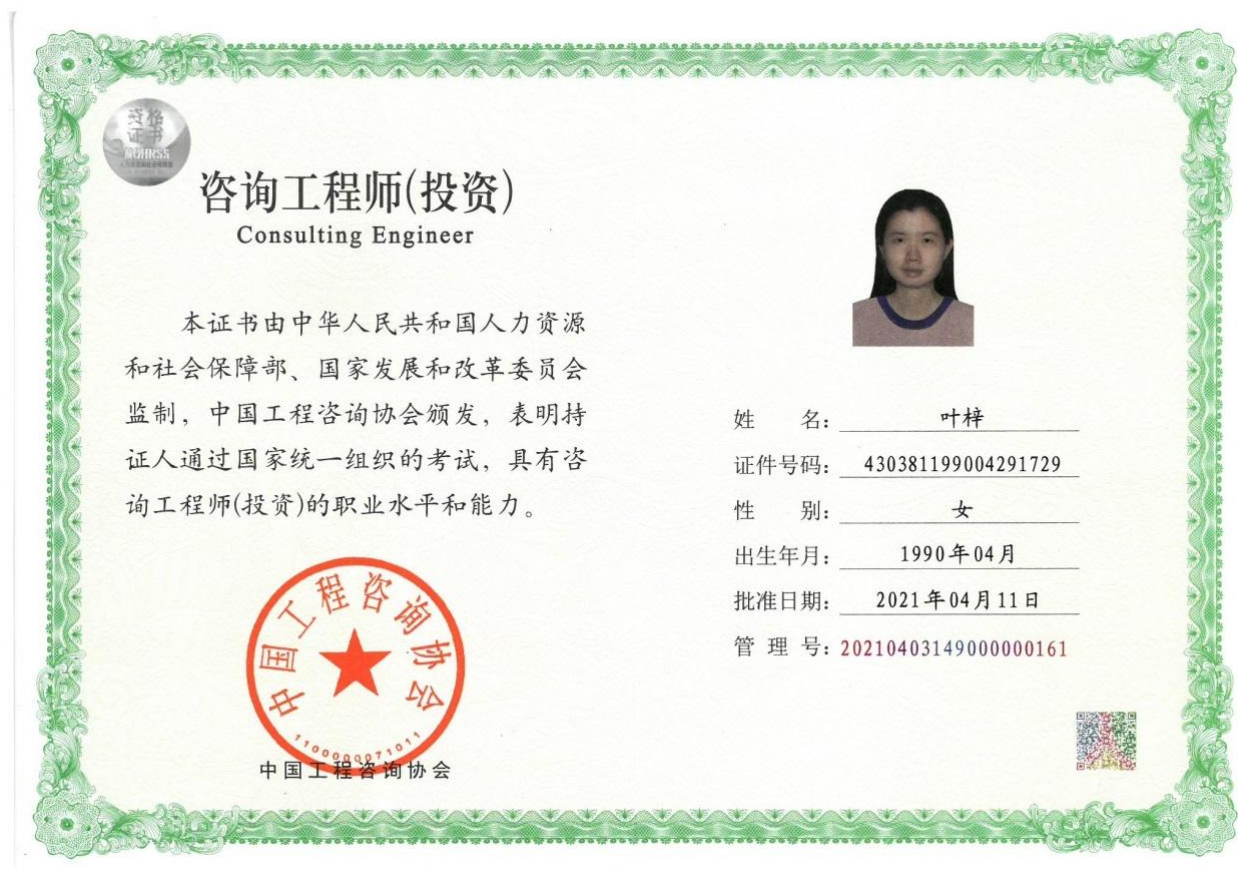 资格
证书
MOHRSS
咨询工程师(投资)
Consulting Engineer
本证书由中华人民共和国人力资源
和社会保障部、国家发展和改革委员会
监制，中国工程咨询协会颁发，表明持
证人通过国家统一组织的考试，具有咨
询工程师(投资)的职业水平和能力。
中国工程咨询协会
1100000071011
中国工程咨询协会
姓 名：叶梓
证件号码：430381199004291729
性 别：女
出生年月：1990年04月
批准日期：2021年04月11日
管 理 号：20210403149000000161